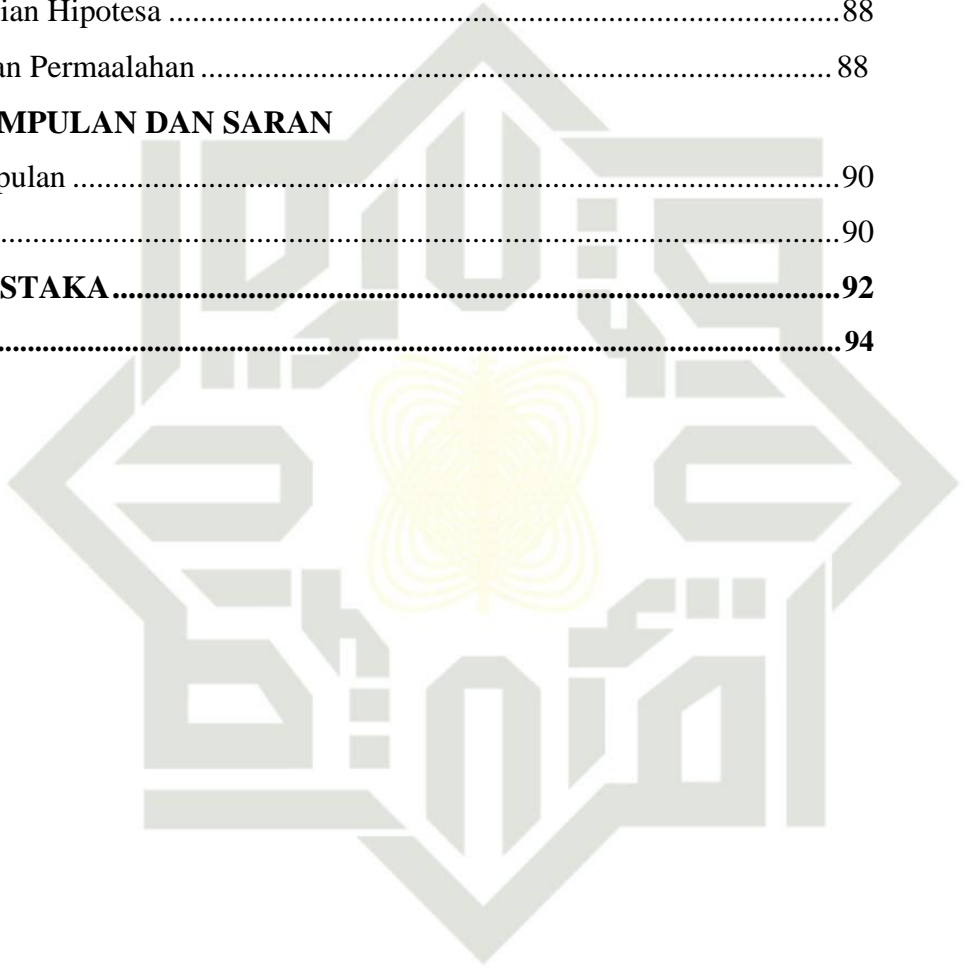 ian Hipotesa ........................................................................................ 88
an Permaalahan ................................................................................... 88
MPULAN DAN SARAN
pulan .................................................................................................... 90
............................................................................................................. 90
STAKA ................................................................................................ 92
............................................................................................................. 94